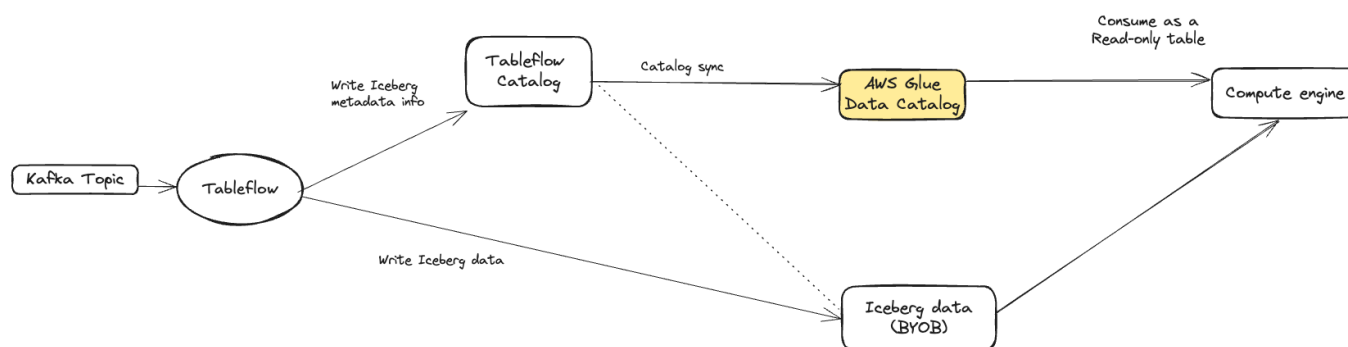 Consume as a
Read-only table
Tableflow
Catalog
Catalog sync
AWS Glue
Data Catalog
Compute engine
Write Iceberg
metadata info
Kafka Topic
Tableflow
Write Iceberg data
Iceberg data
(BYOB)